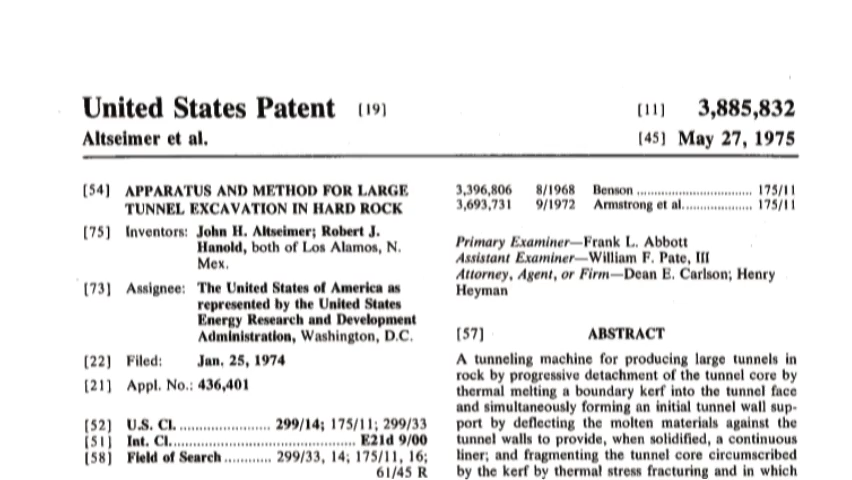 United States Patent [19]
[11] 3,885,832
Altseimer et al.
[45] May 27, 1975
[54] APPARATUS AND METHOD FOR LARGE
TUNNEL EXCAVATION IN HARD ROCK
[75] Inventors: John H. Altseimer; Robert J.
Hanold, both of Los Alamos, N.
Mex.
[73] Assignee: The United States of America as
represented by the United States
Energy Research and Development
Administration, Washington, D.C.
[22] Filed: Jan. 25, 1974
[21] Appl. No.: 436,401
[52] U.S. Cl. ........................ 299/14; 175/11; 299/33
[51] Int. Cl................................................ E21d 9/00
[58] Field of Search ............ 299/33, 14; 175/11, 16;
61/45 R
3,396,806 8/1968 Benson .............................. 175/11
3,693,731 9/1972 Armstrong et al.................. 175/11
Primary Examiner—Frank L. Abbott
Assistant Examiner—William F. Pate, III
Attorney, Agent, or Firm—Dean E. Carlson; Henry
Heyman
[57] ABSTRACT
A tunneling machine for producing large tunnels in
rock by progressive detachment of the tunnel core by
thermal melting a boundary kerf into the tunnel face
and simultaneously forming an initial tunnel wall sup-
port by deflecting the molten materials against the
tunnel walls to provide, when solidified, a continuous
liner; and fragmenting the tunnel core circumscribed
by the kerf by thermal stress fracturing and in which